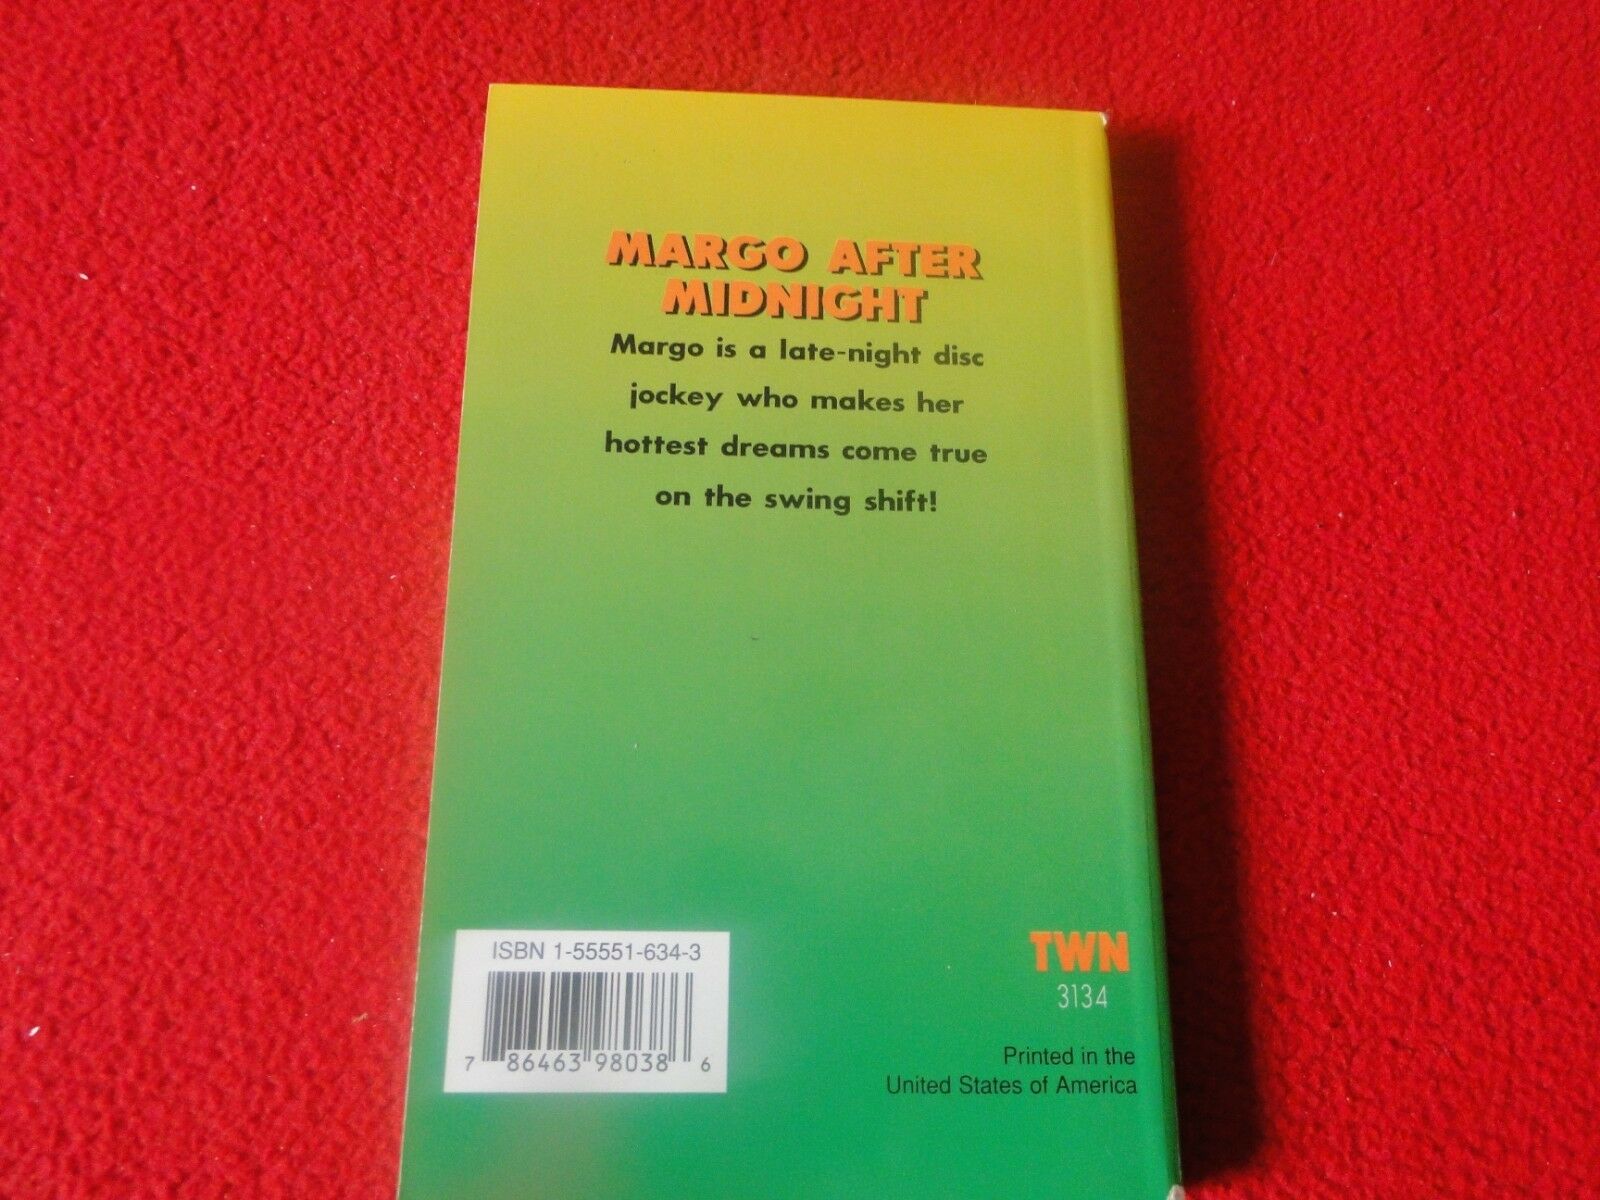 MARGO AFTER
MIDNIGHT
Margo is a late-night disc
jockey who makes her
hottest dreams come true
on the swing shift!
ISBN 1-55551-634-3
7 86463 98038 6
TWN
3134
Printed in the
United States of America